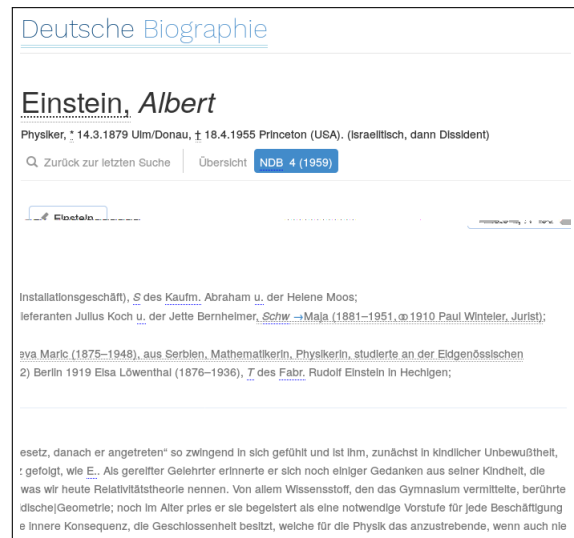 Deutsche Biographie
Einstein, Albert
Physiker, * 14.3.1879 Ulm/Donau, † 18.4.1955 Princeton (USA). (israelitisch, dann Dissident)
Zurück zur letzten Suche Übersicht NDB 4 (1959)
Einstein
Installationsgeschäft), S des Kaufm. Abraham u. der Helene Moos;
ieferanten Julius Koch u. der Jette Bernheimer, Schw →Maja (1881–1951, ⚭ 1910 Paul Winteler, Jurist);
eva Maric (1875–1948), aus Serbien, Mathematikerin, Physikerin, studierte an der Eidgenössischen
2) Berlin 1919 Elsa Löwenthal (1876–1936), T des Fabr. Rudolf Einstein in Hechigen;
esetz, danach er angetreten“ so zwingend in sich gefühlt und ist ihm, zunächst in kindlicher Unbewußtheit,
gefolgt, wie E.. Als gereifter Gelehrter erinnerte er sich noch einiger Gedanken aus seiner Kindheit, die
was wir heute Relativitätstheorie nennen. Von allem Wissensstoff, den das Gymnasium vermittelte, berührte
idische|Geometrie; noch im Alter pries er sie begeistert als eine notwendige Vorstufe für jede Beschäftigung
e innere Konsequenz, die Geschlossenheit besitzt, welche für die Physik das anzustrebende, wenn auch nie